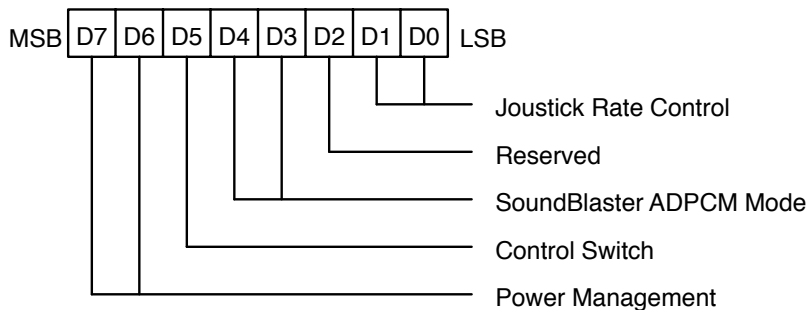 MSB D7 D6 D5 D4 D3 D2 D1 D0 LSB
Joustick Rate Control
Reserved
SoundBlaster ADPCM Mode
Control Switch
Power Management